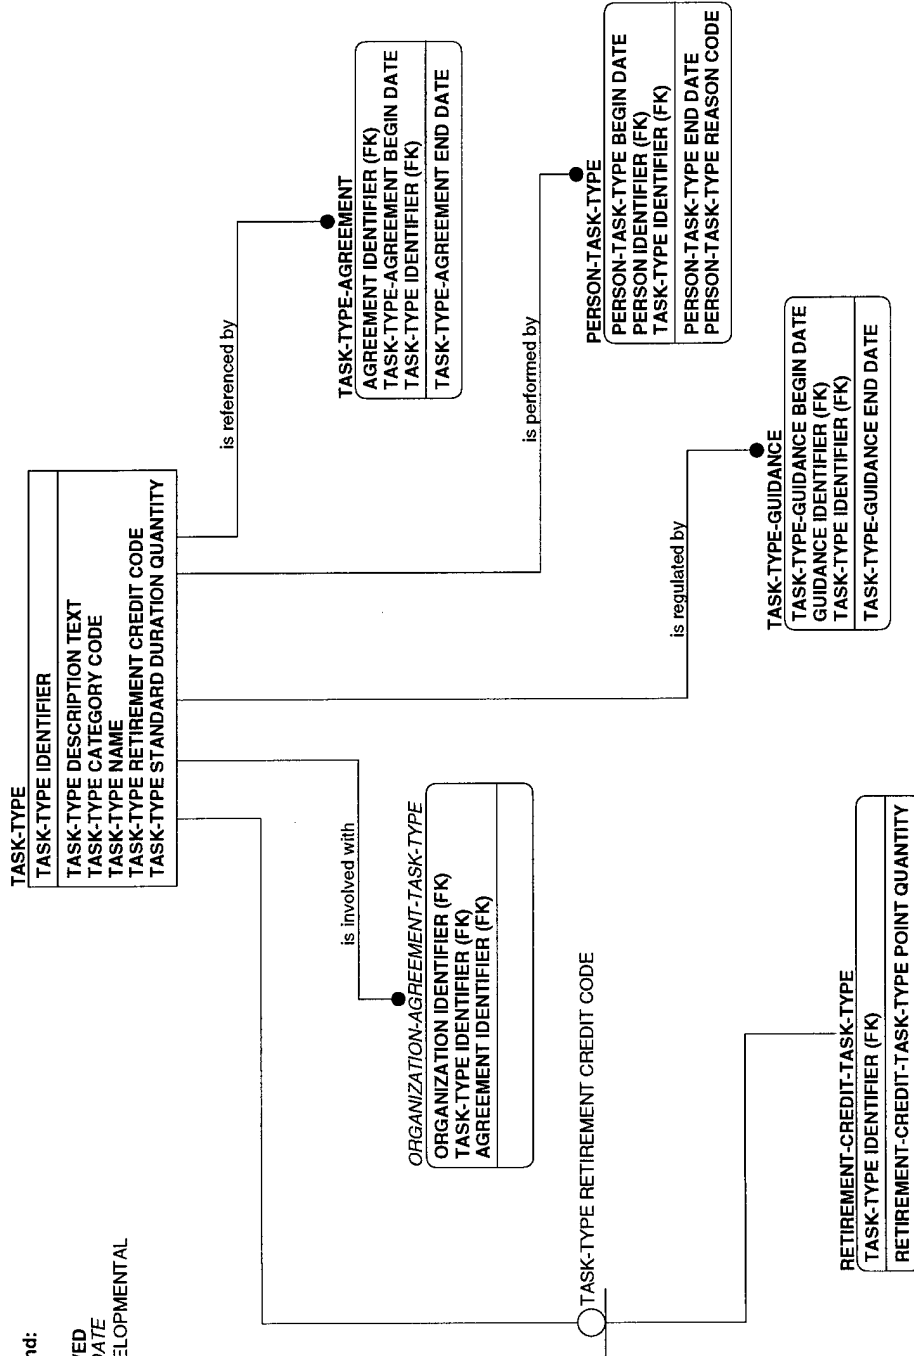 TASK-TYPE
TASK-TYPE IDENTIFIER
TASK-TYPE DESCRIPTION TEXT
TASK-TYPE CATEGORY CODE
TASK-TYPE NAME
TASK-TYPE RETIREMENT CREDIT CODE
TASK-TYPE STANDARD DURATION QUANTITY
is referenced by
TASK-TYPE-AGREEMENT
AGREEMENT IDENTIFIER (FK)
TASK-TYPE-AGREEMENT BEGIN DATE
TASK-TYPE IDENTIFIER (FK)
TASK-TYPE-AGREEMENT END DATE
is performed by
PERSON-TASK-TYPE
PERSON-TASK-TYPE BEGIN DATE
PERSON IDENTIFIER (FK)
TASK-TYPE IDENTIFIER (FK)
PERSON-TASK-TYPE END DATE
PERSON-TASK-TYPE REASON CODE
is regulated by
TASK-TYPE-GUIDANCE
TASK-TYPE-GUIDANCE BEGIN DATE
GUIDANCE IDENTIFIER (FK)
TASK-TYPE IDENTIFIER (FK)
TASK-TYPE-GUIDANCE END DATE
is involved with
ORGANIZATION-AGREEMENT-TASK-TYPE
ORGANIZATION IDENTIFIER (FK)
TASK-TYPE IDENTIFIER (FK)
AGREEMENT IDENTIFIER (FK)
TASK-TYPE RETIREMENT CREDIT CODE
RETIREMENT-CREDIT-TASK-TYPE
TASK-TYPE IDENTIFIER (FK)
RETIREMENT-CREDIT-TASK-TYPE POINT QUANTITY
nd:
VED
DATE
ELOPMENTAL